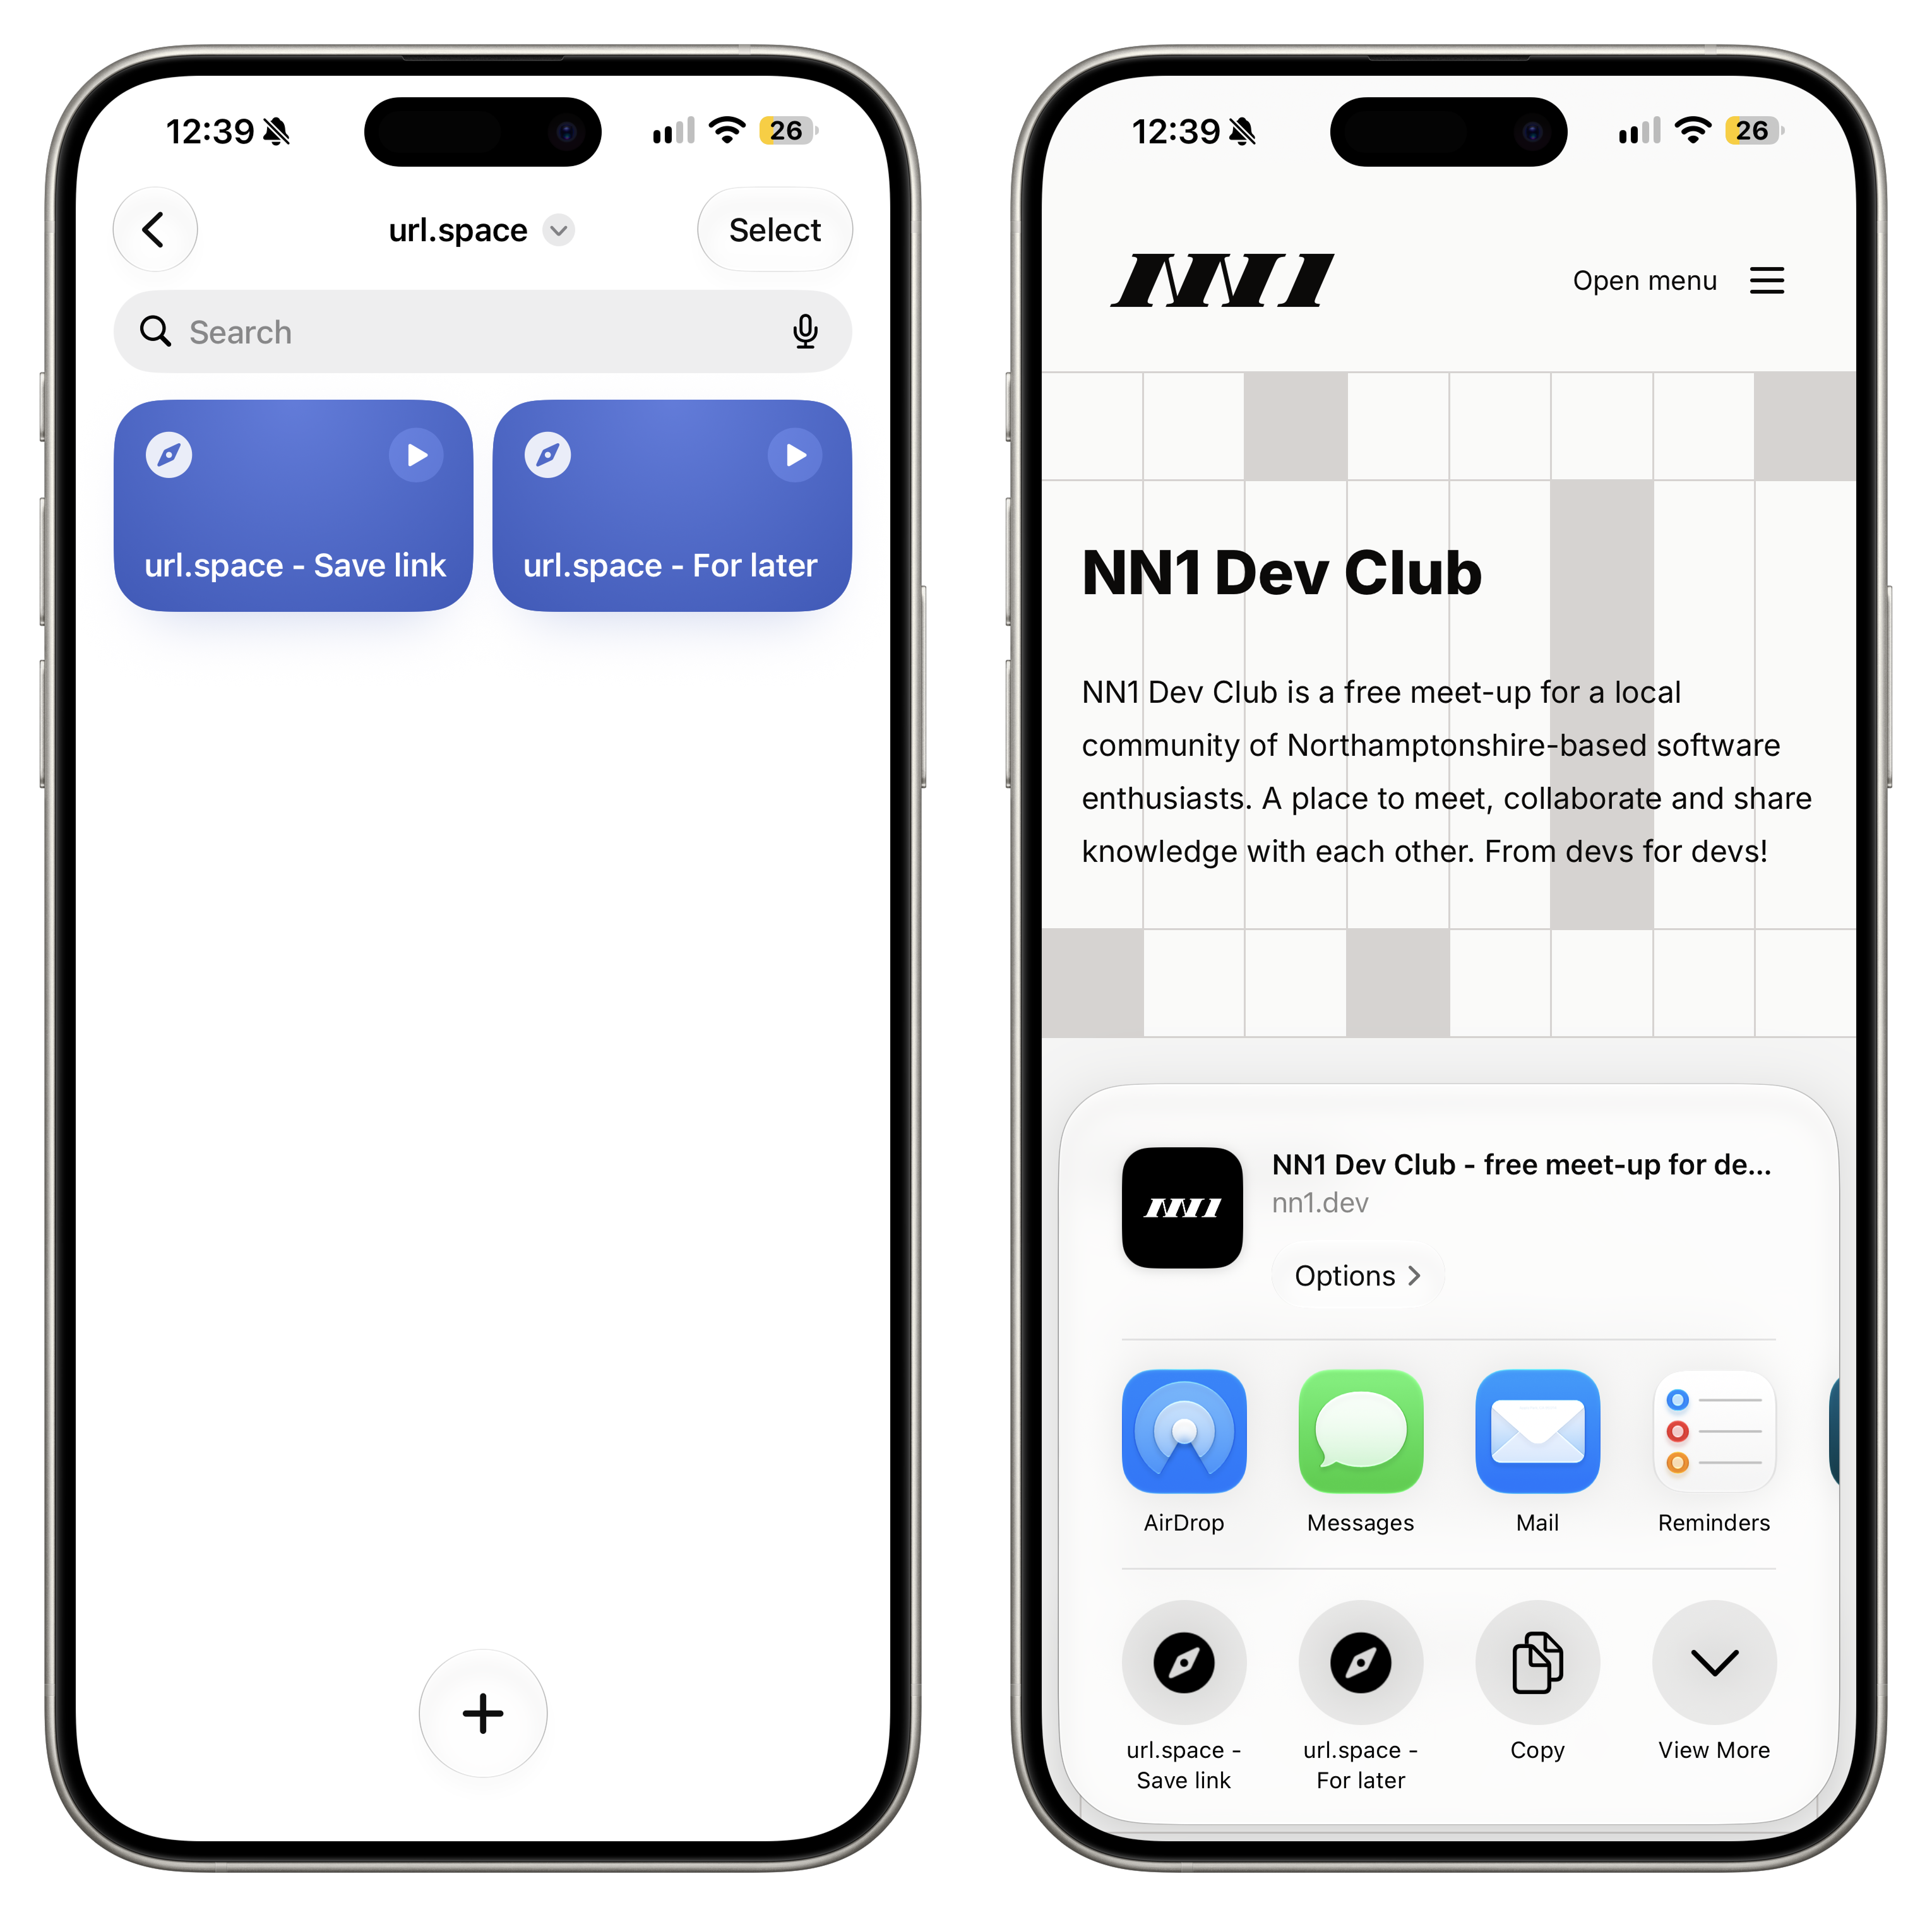 12:39
26
url.space
Select
Search
url.space - Save link
url.space - For later
12:39
26
NN1
Open menu
NN1 Dev Club
NN1 Dev Club is a free meet-up for a local
community of Northamptonshire-based software
enthusiasts. A place to meet, collaborate and share
knowledge with each other. From devs for devs!
NN1
NN1 Dev Club - free meet-up for de...
nn1.dev
Options
AirDrop
Messages
Mail
Reminders
url.space -
Save link
url.space -
For later
Copy
View More